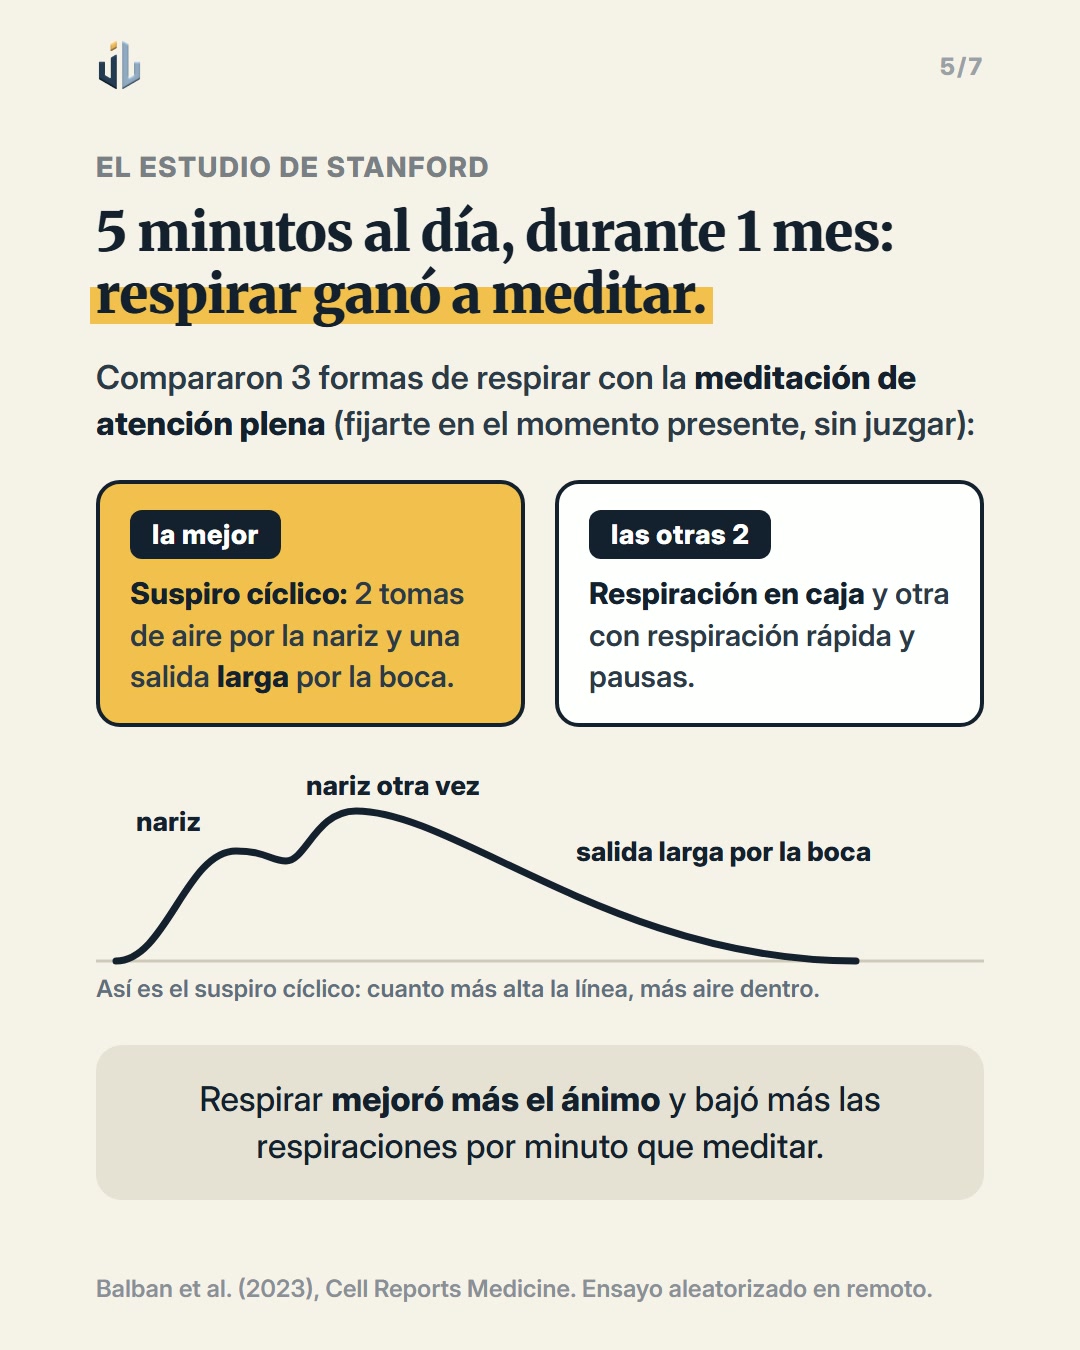 5/7
EL ESTUDIO DE STANFORD
5 minutos al día, durante 1 mes:
respirar ganó a meditar.
Compararon 3 formas de respirar con la meditación de
atención plena (fijarte en el momento presente, sin juzgar):
la mejor
Suspiro cíclico: 2 tomas
de aire por la nariz y una
salida larga por la boca.
las otras 2
Respiración en caja y otra
con respiración rápida y
pausas.
nariz
nariz otra vez
salida larga por la boca
Así es el suspiro cíclico: cuanto más alta la línea, más aire dentro.
Respirar mejoró más el ánimo y bajó más las
respiraciones por minuto que meditar.
Balban et al. (2023), Cell Reports Medicine. Ensayo aleatorizado en remoto.